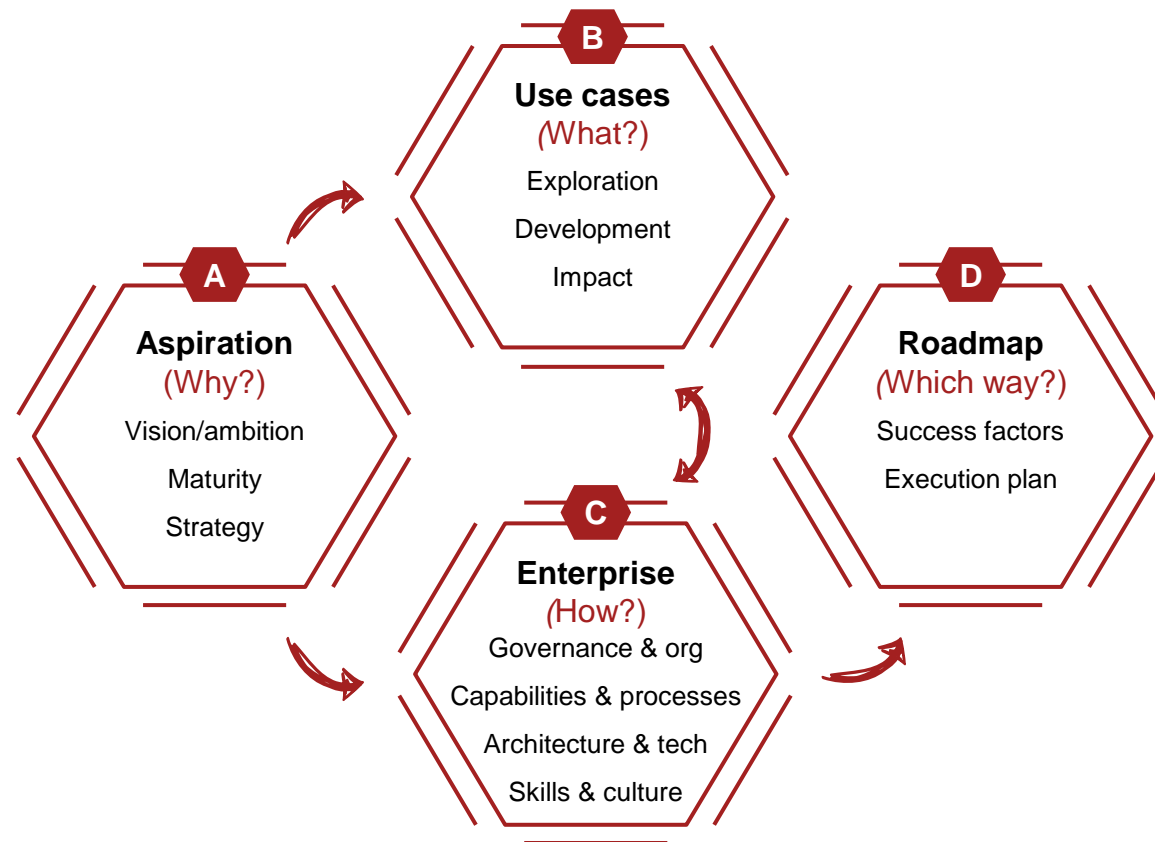 A
Aspiration
(Why?)
Vision/ambition
Maturity
Strategy
B
Use cases
(What?)
Exploration
Development
Impact
C
Enterprise
(How?)
Governance & org
Capabilities & processes
Architecture & tech
Skills & culture
D
Roadmap
(Which way?)
Success factors
Execution plan